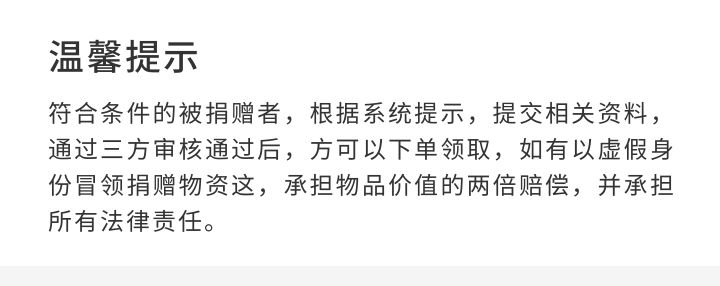 温馨提示
符合条件的被捐赠者，根据系统提示，提交相关资料，
通过三方审核通过后，方可以下单领取，如有以虚假身
份冒领捐赠物资这，承担物品价值的两倍赔偿，并承担
所有法律责任。